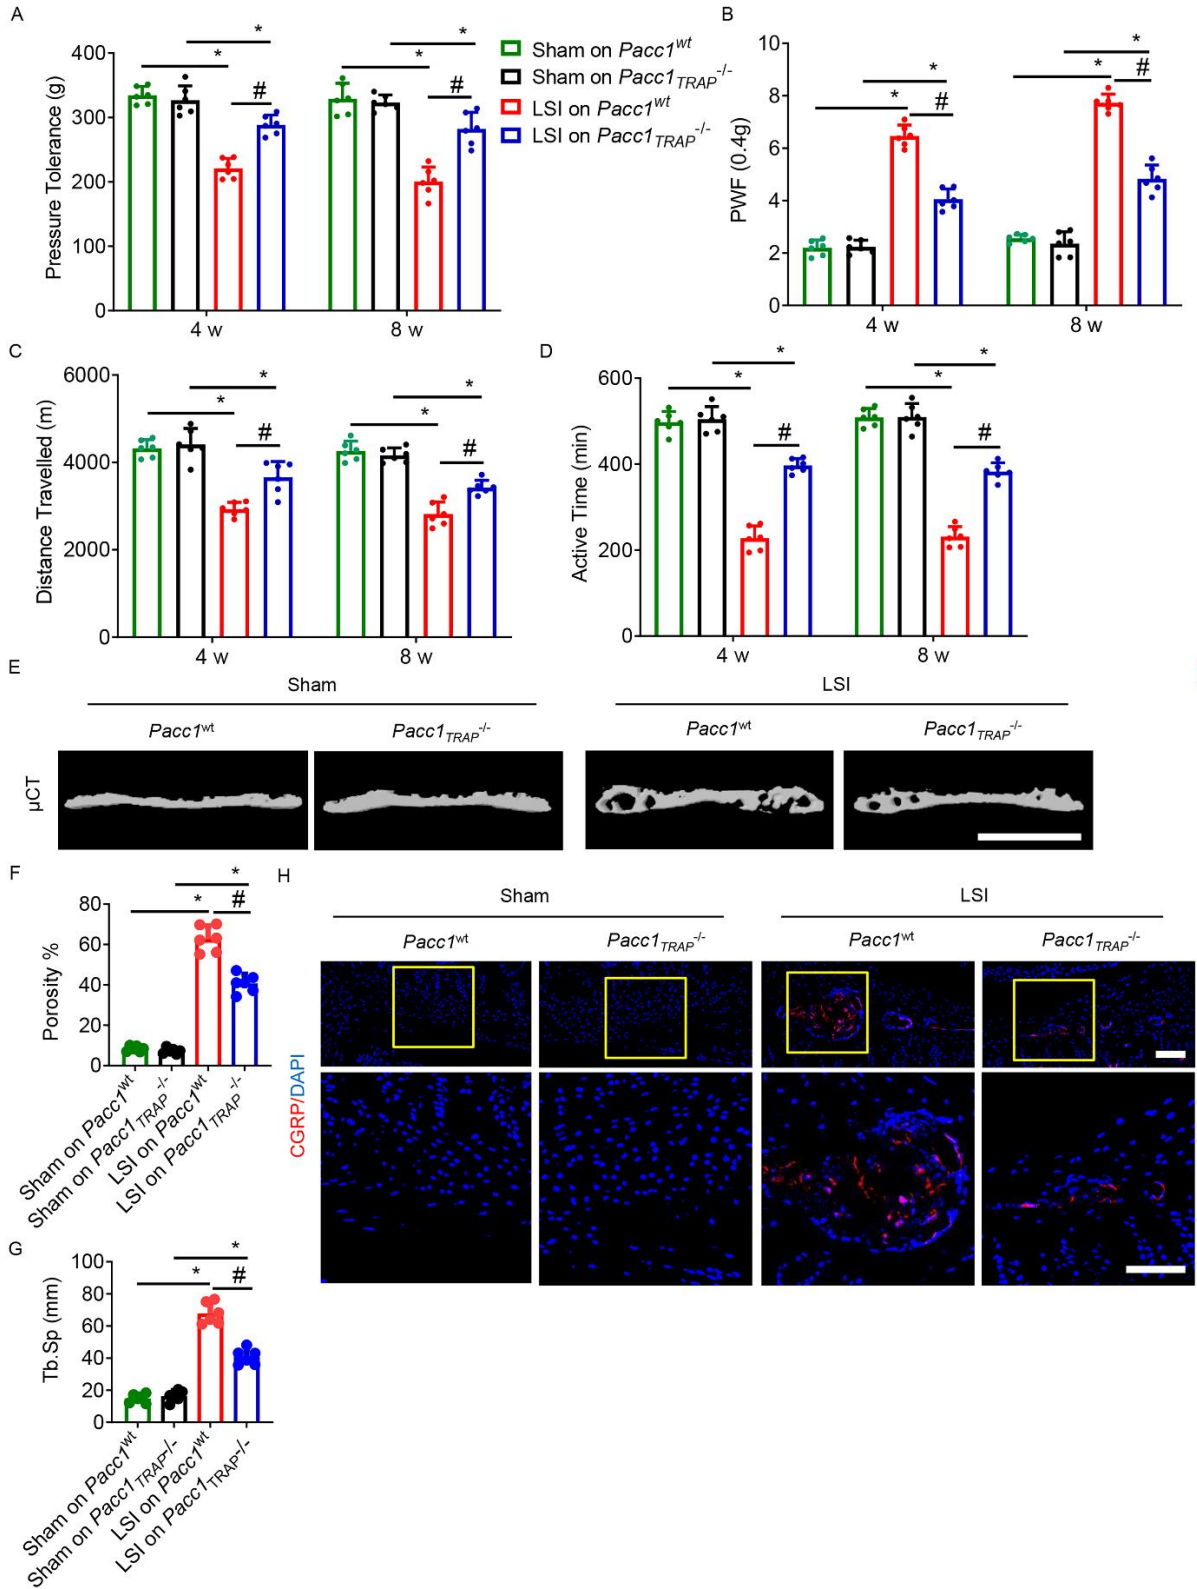 A
Pressure Tolerance (g)
400
300
200
100
0
* * #
* * #
4 w
8 w
Sham on Pacc1wt
Sham on Pacc1TRAP-/-
LSI on Pacc1wt
LSI on Pacc1TRAP-/-
B
PWF (0.4g)
10
8
6
4
2
0
* * #
* * #
4 w
8 w
C
Distance Travelled (m)
6000
4000
2000
0
* * #
* * #
4 w
8 w
D
Active Time (min)
600
400
200
0
* * #
* * #
4 w
8 w
E
Sham
LSI
Pacc1wt
Pacc1TRAP-/-
Pacc1wt
Pacc1TRAP-/-
µCT
F
Porosity %
80
60
40
20
0
* * #
Sham on Pacc1wt
Sham on Pacc1TRAP-/-
LSI on Pacc1wt
LSI on Pacc1TRAP-/-
G
Tb.Sp (mm)
100
80
60
40
20
0
* * #
Sham on Pacc1wt
Sham on Pacc1TRAP-/-
LSI on Pacc1wt
LSI on Pacc1TRAP-/-
H
Sham
LSI
Pacc1wt
Pacc1TRAP-/-
Pacc1wt
Pacc1TRAP-/-
CGRP/DAPI